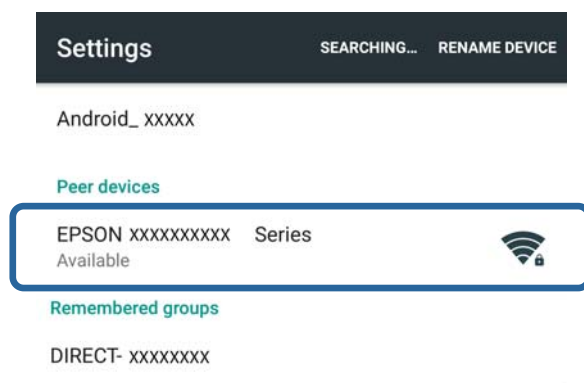 Settings SEARCHING... RENAME DEVICE
Android_ xxxxx
Peer devices
EPSON xxxxxxxxxx Series
Available
Remembered groups
DIRECT- xxxxxxxx